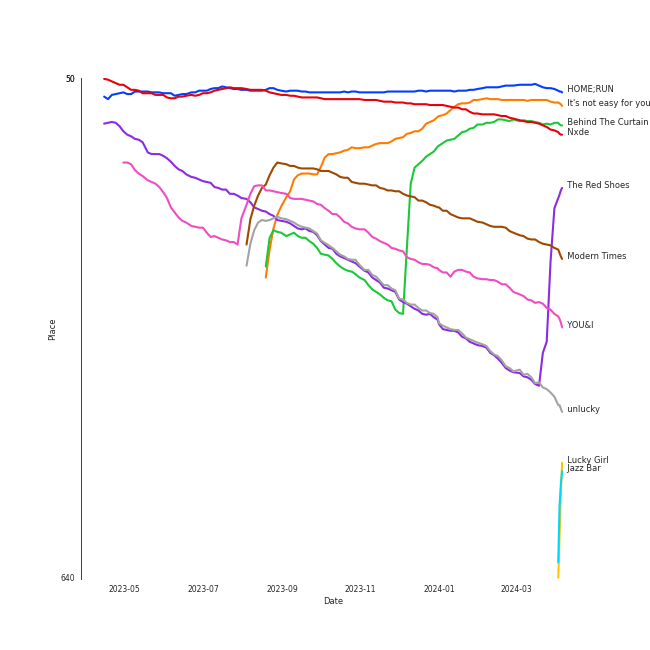 50
HOME;RUN
It's not easy for you
Behind The Curtain
Nxde
The Red Shoes
Modern Times
YOU&I
unlucky
Lucky Girl
Jazz Bar
Place
640
2023-05 2023-07 2023-09 2023-11 2024-01 2024-03
Date